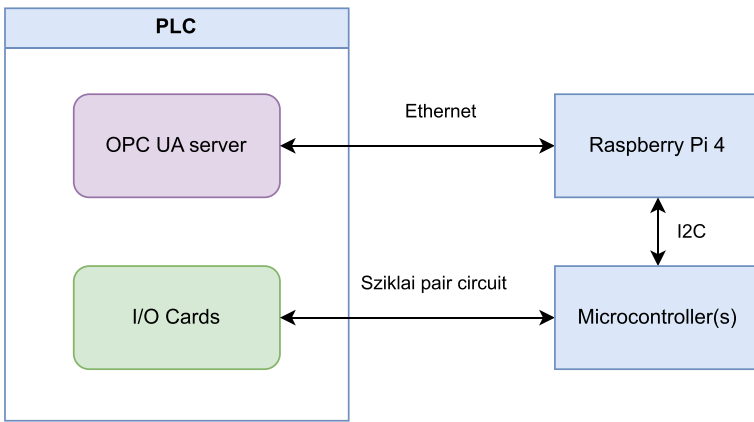 PLC
Ethernet
OPC UA server
Raspberry Pi 4
I2C
Sziklai pair circuit
I/O Cards
Microcontroller(s)